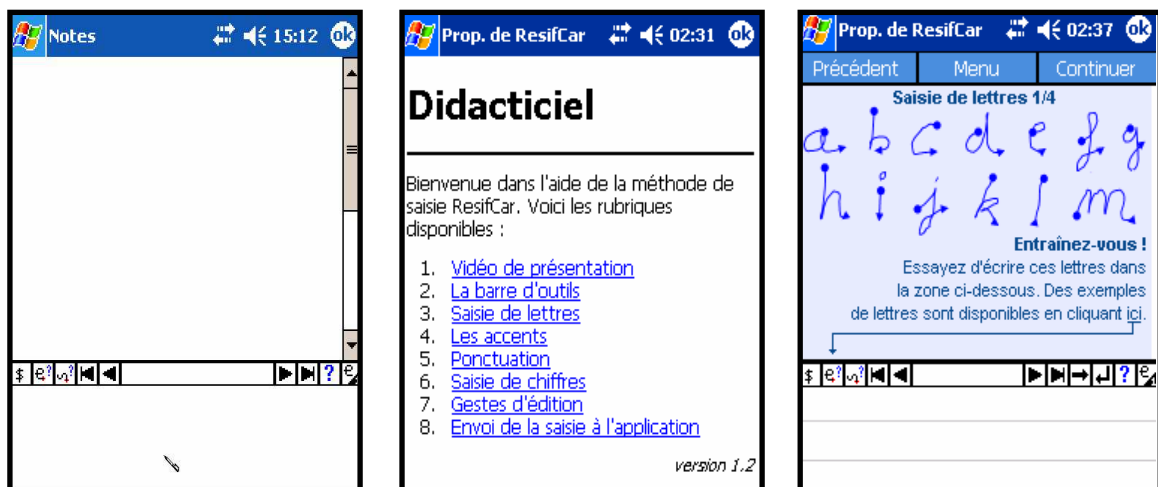 Notes 15:12 ok
$ e? ?
Prop. de ResifCar 02:31 ok
Didacticiel
Bienvenue dans l'aide de la méthode de
saisie ResifCar. Voici les rubriques
disponibles :
1. Vidéo de présentation
2. La barre d'outils
3. Saisie de lettres
4. Les accents
5. Ponctuation
6. Saisie de chiffres
7. Gestes d'édition
8. Envoi de la saisie à l'application
version 1.2
Prop. de ResifCar 02:37 ok
Précédent Menu Continuer
Saisie de lettres 1/4
a b c d e f g
h i j k l m
Entraînez-vous !
Essayez d'écrire ces lettres dans
la zone ci-dessous. Des exemples
de lettres sont disponibles en cliquant ici.
$ e? ?